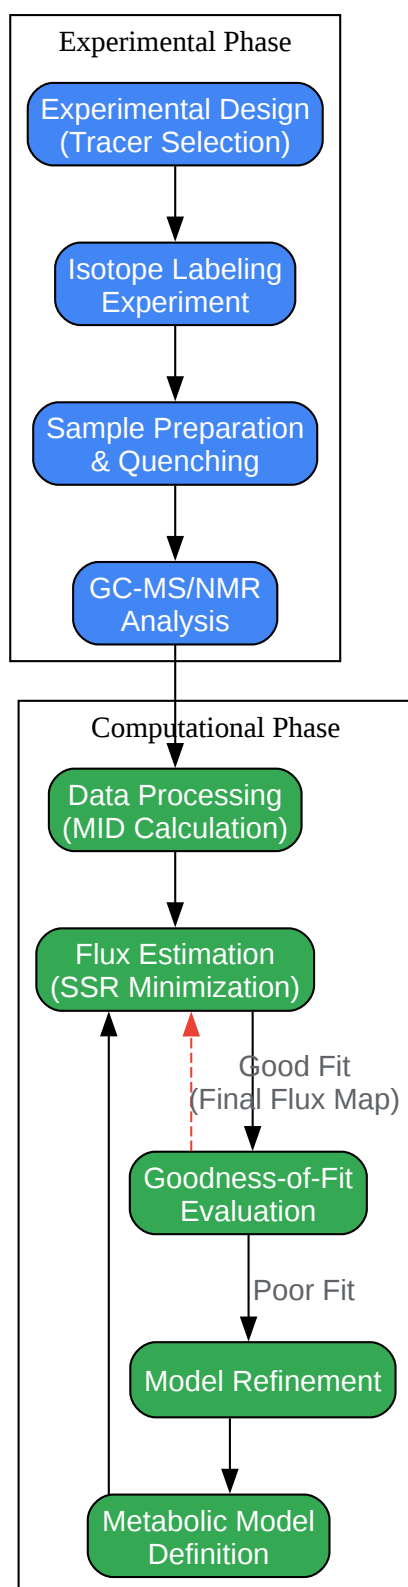 Experimental Phase
Experimental Design
(Tracer Selection)
Isotope Labeling
Experiment
Sample Preparation
& Quenching
GC-MS/NMR
Analysis
Computational Phase
Data Processing
(MID Calculation)
Flux Estimation
(SSR Minimization)
Good Fit
(Final Flux Map)
Goodness-of-Fit
Evaluation
Poor Fit
Model Refinement
Metabolic Model
Definition